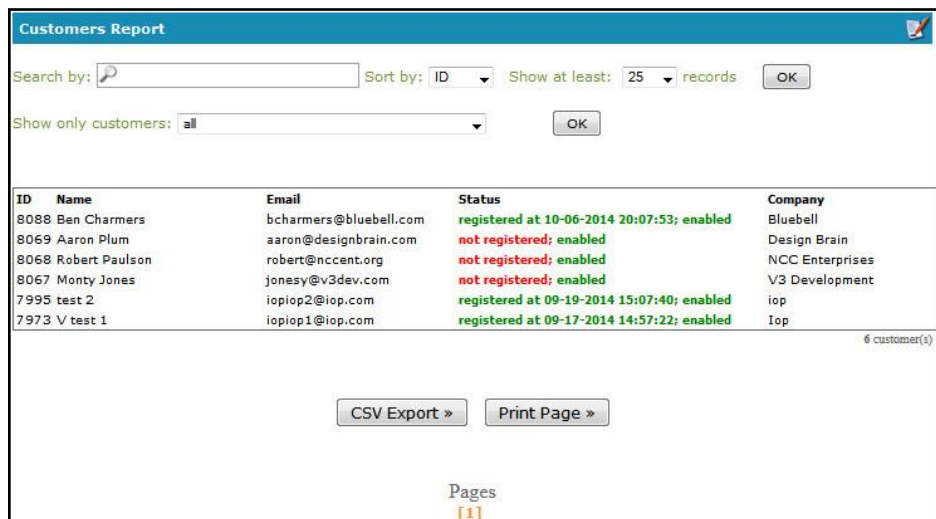 Customers Report
Search by: Sort by: ID Show at least: 25 records OK
Show only customers: all OK
ID Name Email Status Company
8088 Ben Charmers bcharmers@bluebell.com registered at 10-06-2014 20:07:53; enabled Bluebell
8069 Aaron Plum aaron@designbrain.com not registered; enabled Design Brain
8068 Robert Paulson robert@nccent.org not registered; enabled NCC Enterprises
8067 Monty Jones jonesy@v3dev.com not registered; enabled V3 Development
7995 test 2 iopiop2@iop.com registered at 09-19-2014 15:07:40; enabled iop
7973 V test 1 iopiop1@iop.com registered at 09-17-2014 14:57:22; enabled Iop
6 customer(s)
CSV Export » Print Page »
Pages
[1]